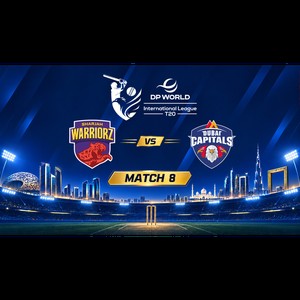 DP WORLD
International League
T20
SHARJAH
WARRIORZ
VS
DUBAI
CAPITALS
MATCH 8